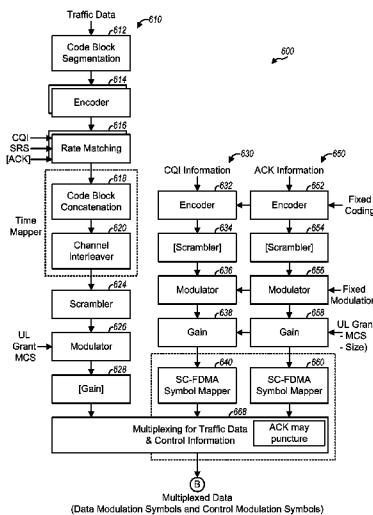 Traffic Data
610
612
Code Block
Segmentation
600
614
Encoder
616
CQI
SRS
[ACK]
Rate Matching
618
Code Block
Concatenation
Time
Mapper
620
Channel
Interleaver
624
Scrambler
626
UL
Grant
MCS
Modulator
628
[Gain]
630
CQI Information
632
Encoder
634
[Scrambler]
636
Modulator
638
Gain
640
SC-FDMA
Symbol Mapper
650
ACK Information
652
Encoder
Fixed
Coding
654
[Scrambler]
656
Modulator
Fixed
Modulation
658
Gain
UL Gran
- MCS
- Size)
660
SC-FDMA
Symbol Mapper
668
Multiplexing for Traffic Data
& Control Information
ACK may
puncture
B
Multiplexed Data
(Data Modulation Symbols and Control Modulation Symbols)